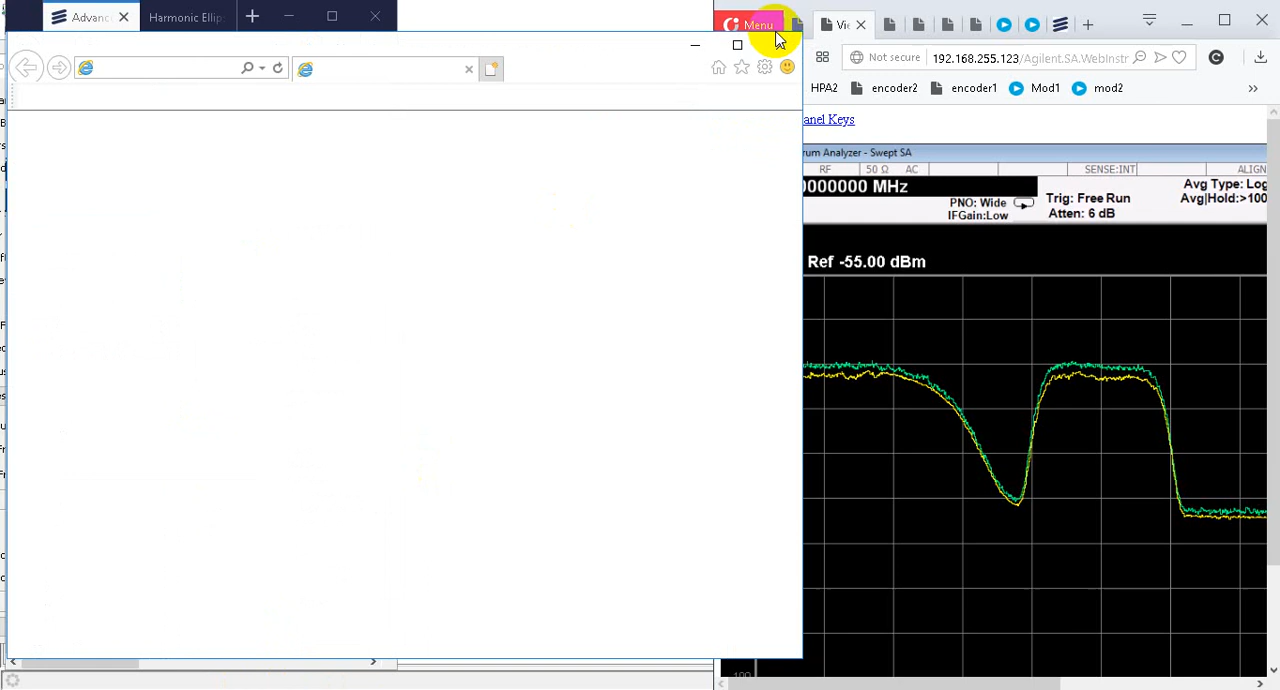 Advanc
Harmonic Ellip
Menu
Vie
Not secure
192.168.255.123/Agilent.SA.WebInstr
HPA2
encoder2
encoder1
Mod1
mod2
anel Keys
rum Analyzer - Swept SA
RF
50 Ω
AC
SENSE:INT
ALIGN
0000000 MHz
PNO: Wide
IFGain:Low
Trig: Free Run
Atten: 6 dB
Avg Type: Log
Avg|Hold:>100
Ref -55.00 dBm